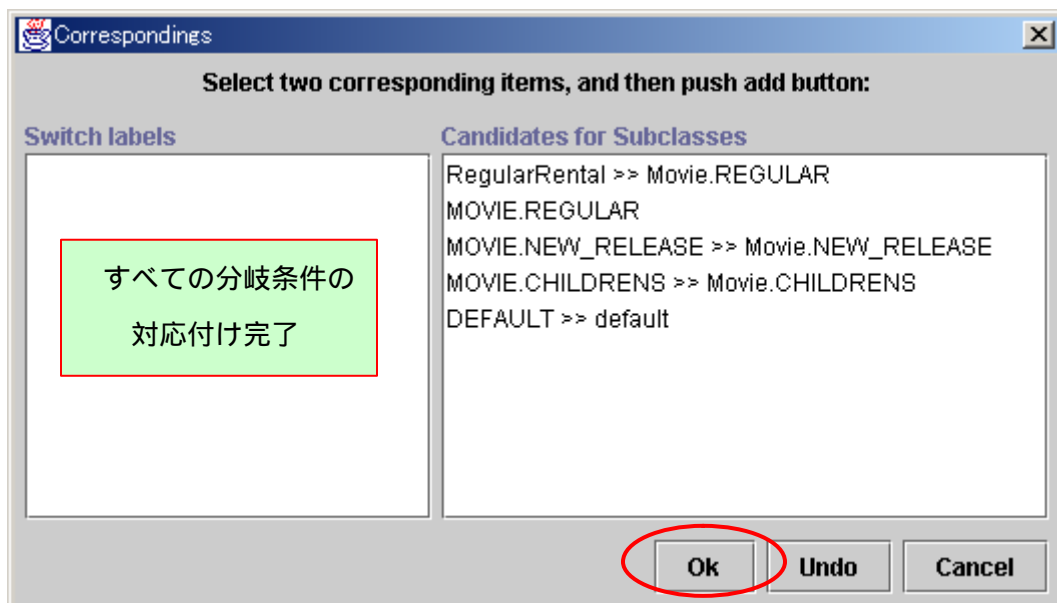 Correspondings
Select two corresponding items, and then push add button:
Switch labels
Candidates for Subclasses
RegularRental >> Movie.REGULAR
MOVIE.REGULAR
MOVIE.NEW_RELEASE >> Movie.NEW_RELEASE
MOVIE.CHILDRENS >> Movie.CHILDRENS
DEFAULT >> default
すべての分岐条件の
対応付け完了
Ok
Undo
Cancel